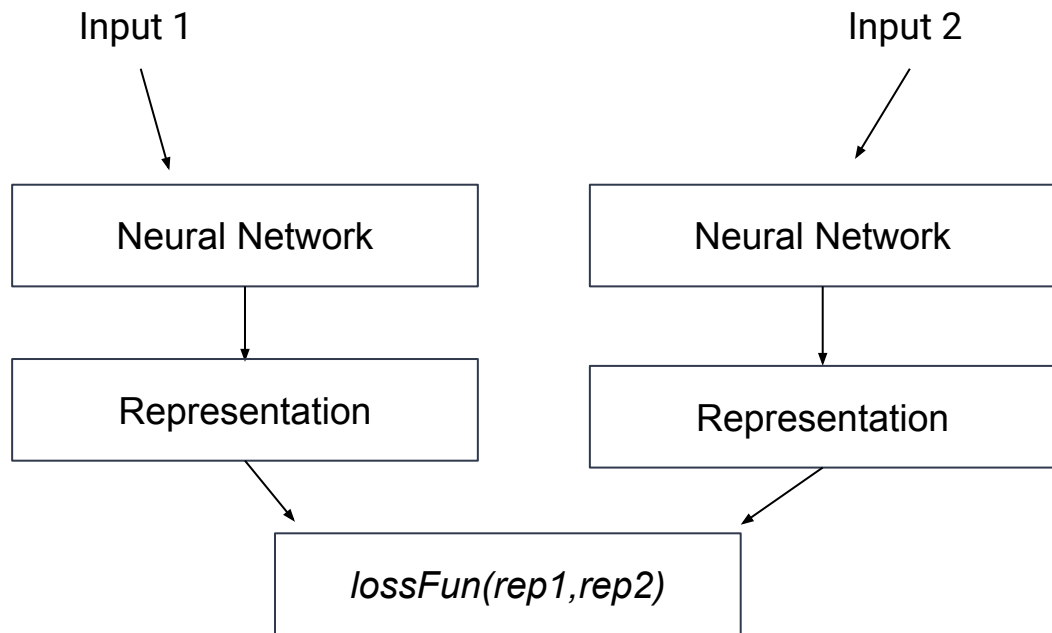 Input 1
Input 2
Neural Network
Neural Network
Representation
Representation
lossFun(rep1,rep2)